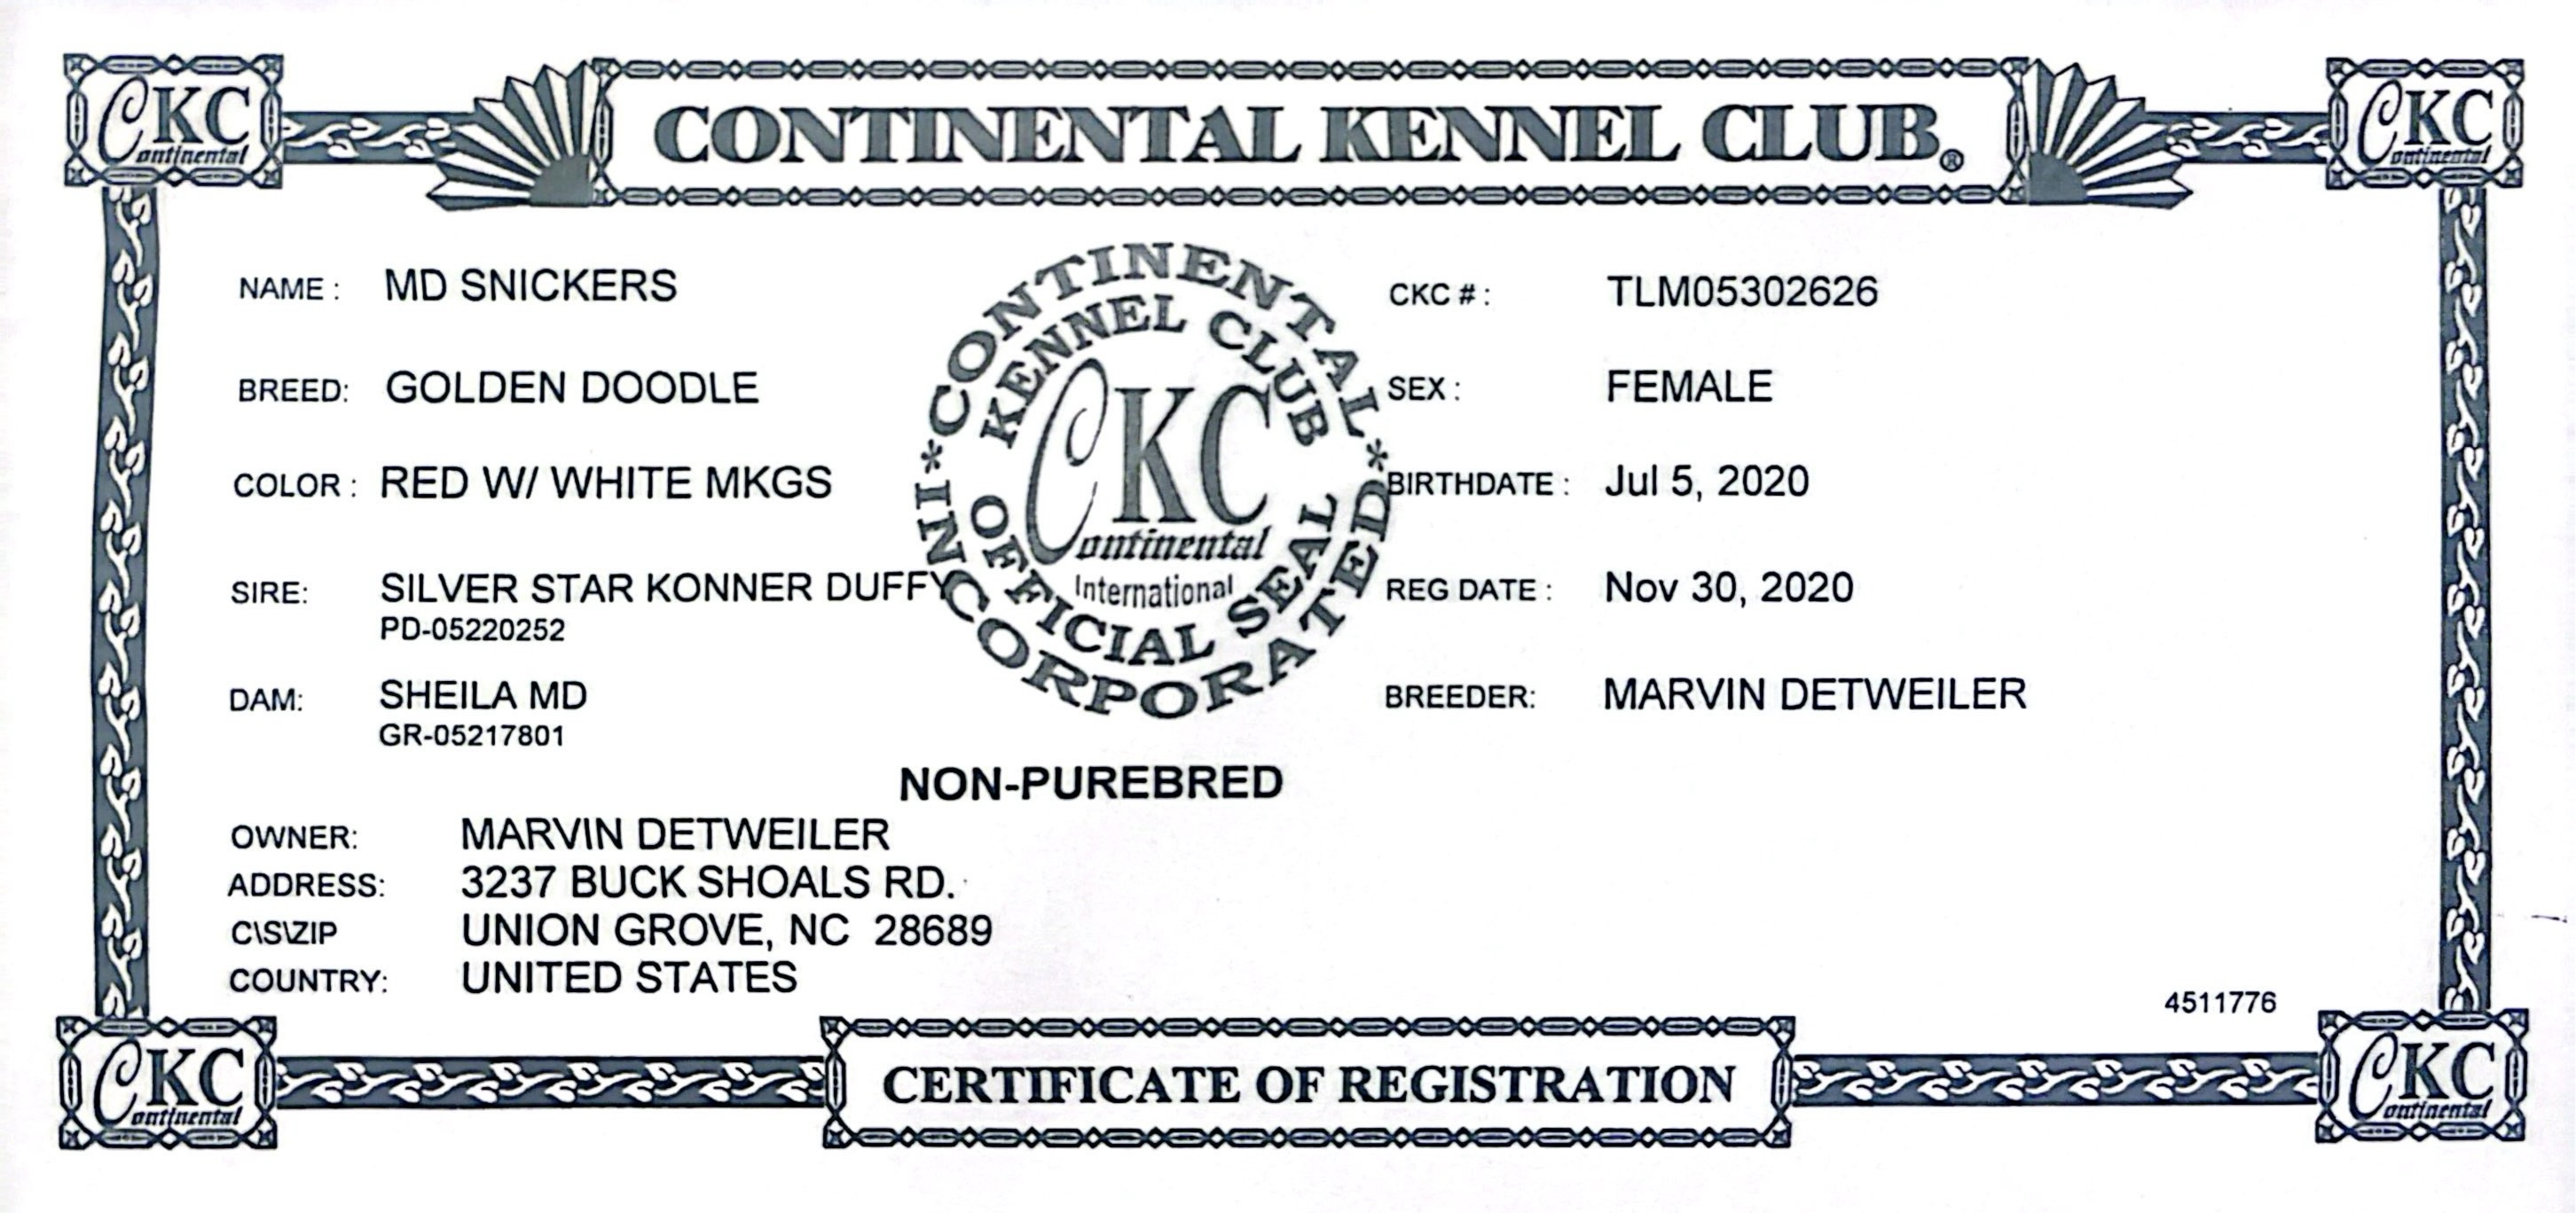 CKC
Continental
CONTINENTAL KENNEL CLUB®
CKC
Continental
NAME : MD SNICKERS
BREED: GOLDEN DOODLE
COLOR : RED W/ WHITE MKGS
SIRE: SILVER STAR KONNER DUFFY
PD-05220252
DAM: SHEILA MD
GR-05217801
*CONTINENTAL*
KENNEL CLUB
CKC
Continental
International
OFFICIAL SEAL
INCORPORATED
CKC # : TLM05302626
SEX : FEMALE
BIRTHDATE : Jul 5, 2020
REG DATE : Nov 30, 2020
BREEDER: MARVIN DETWEILER
NON-PUREBRED
OWNER: MARVIN DETWEILER
ADDRESS: 3237 BUCK SHOALS RD.
C\S\ZIP UNION GROVE, NC 28689
COUNTRY: UNITED STATES
4511776
CKC
Continental
CERTIFICATE OF REGISTRATION
CKC
Continental